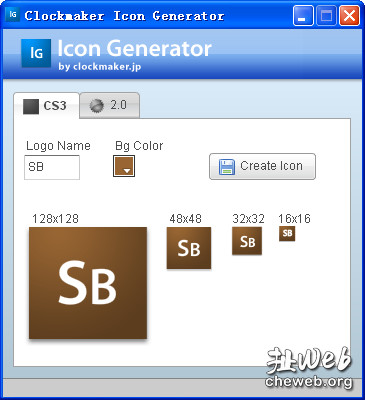 Clockmaker Icon Generator
IG Icon Generator
by clockmaker.jp
CS3 2.0
Logo Name Bg Color
SB Create Icon
128x128 48x48 32x32 16x16
SB SB SB SB
扯Web
cheweb.org